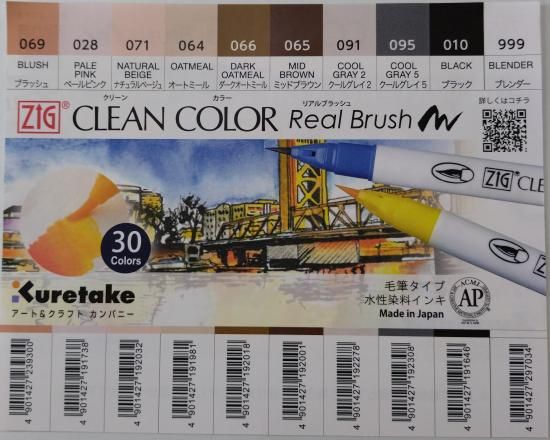 069 028 071 064 066 065 091 095 010 999
BLUSH PALE PINK NATURAL BEIGE OATMEAL DARK OATMEAL MID BROWN COOL GRAY 2 COOL GRAY 5 BLACK BLENDER
ブラッシュ ペールピンク ナチュラルベージュ オートミール ダークオートミール ミッドブラウン クールグレイ 2 クールグレイ 5 ブラック ブレンダー
クリーン カラー リアルブラッシュ 詳しくはコチラ
ZIG® CLEAN COLOR Real Brush
ZIG CLEAN
30
Colors
Kuretake
アート&クラフト カンパニー
毛筆タイプ
水性染料インキ
Made in Japan
ACMI
AP
4 901427 239300
4 901427 191738
4 901427 192032
4 901427 191981
4 901427 192018
4 901427 192001
4 901427 192278
4 901427 192308
4 901427 191646
4 901427 297034